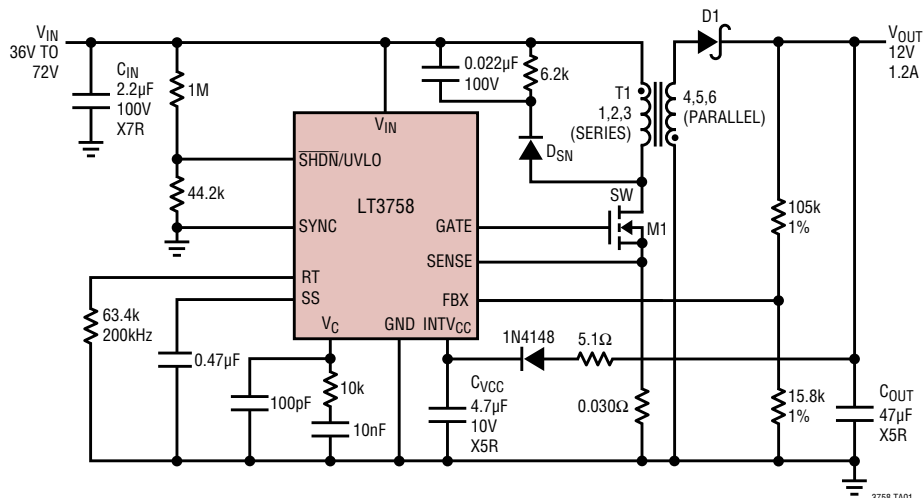 VIN
36V TO
72V
CIN
2.2µF
100V
X7R
1M
44.2k
0.022µF
100V
6.2k
DSN
T1
1,2,3
(SERIES)
4,5,6
(PARALLEL)
D1
VOUT
12V
1.2A
VIN
SHDN/UVLO
LT3758
SYNC
GATE
SENSE
RT
SS
FBX
VC
GND
INTVCC
SW
M1
105k
1%
63.4k
200kHz
0.47µF
100pF
10k
10nF
CVCC
4.7µF
10V
X5R
1N4148
5.1Ω
0.030Ω
15.8k
1%
COUT
47µF
X5R
3758 TA01